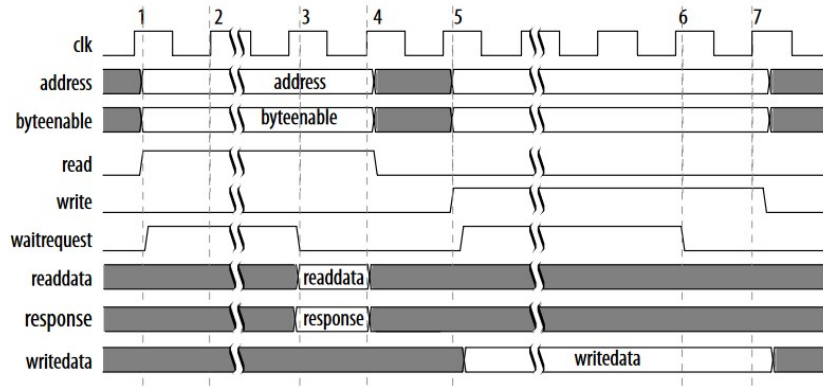 1 2 3 4 5 6 7
clk
address address
byteenable byteenable
read
write
waitrequest
readdata readdata
response response
writedata writedata